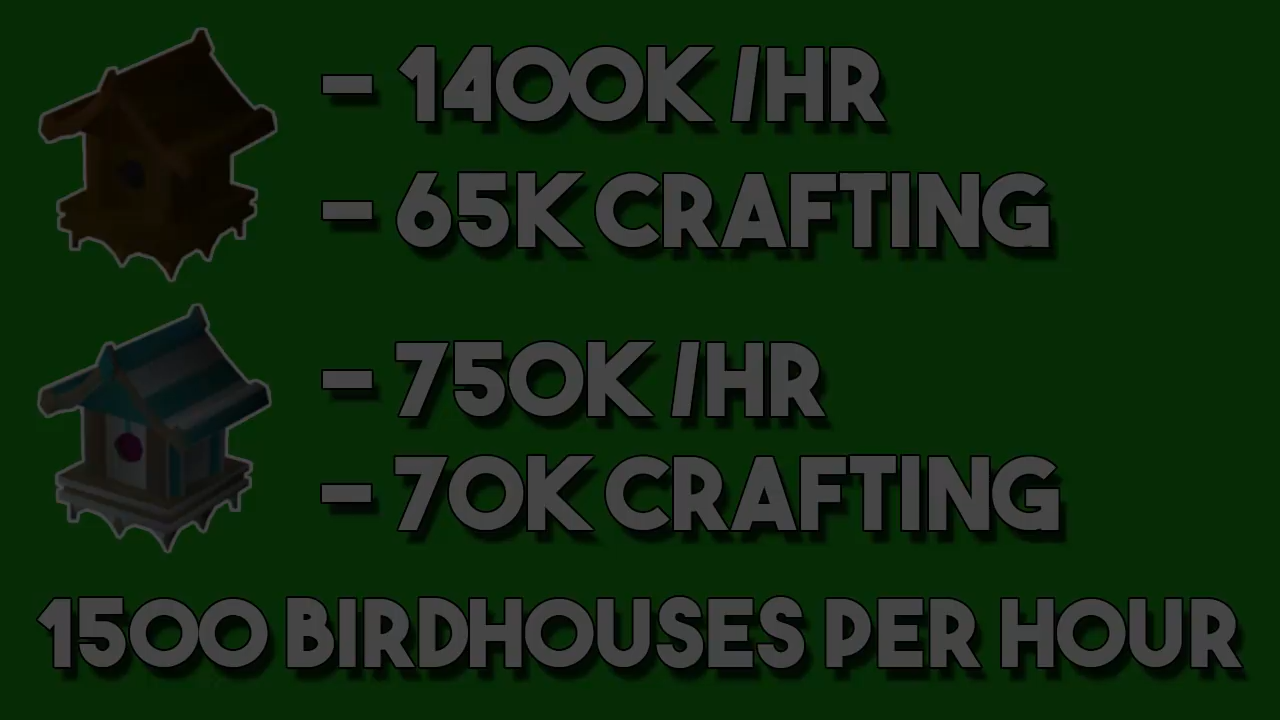 - 1400K /HR
- 65K CRAFTING
- 750K /HR
- 70K CRAFTING
1500 BIRDHOUSES PER HOUR